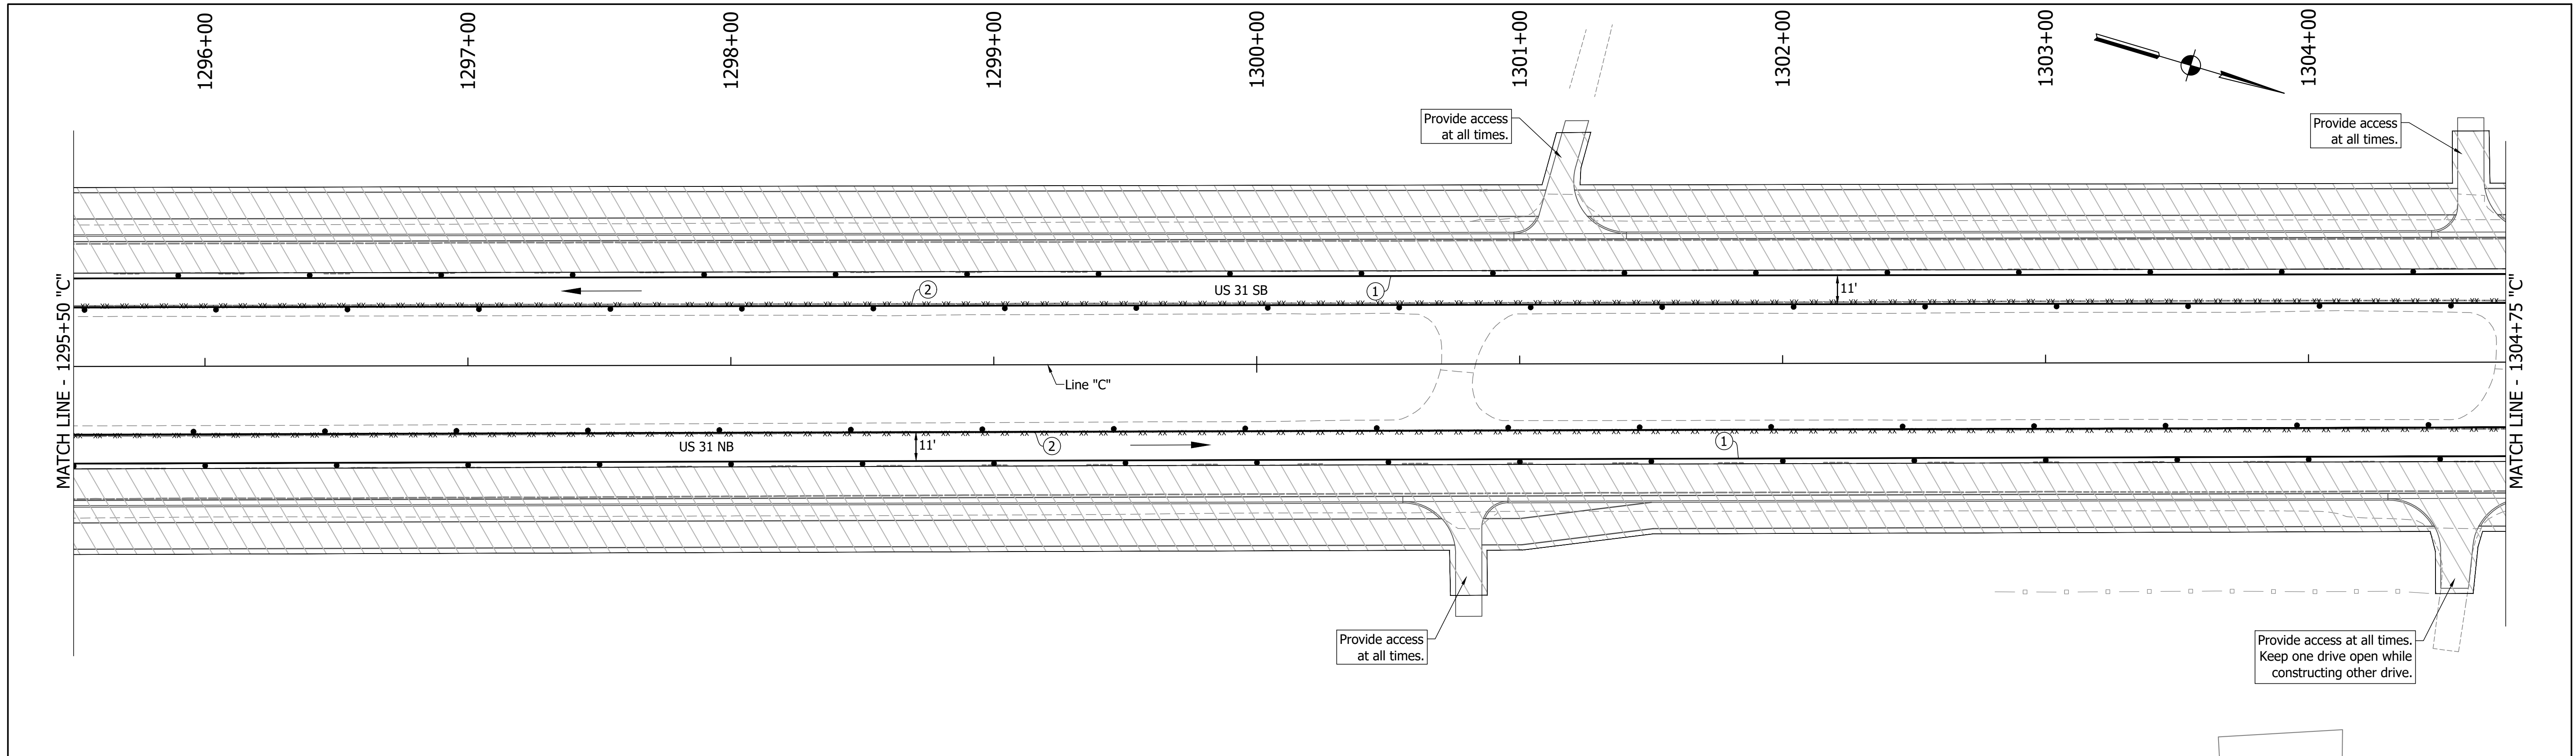 1296+00
1297+00
1298+00
1299+00
1300+00
1301+00
1302+00
1303+00
1304+00
Provide access
at all times.
Provide access
at all times.
MATCH LINE - 1295+50 "C"
2
US 31 SB
1
11'
MATCH LINE - 1304+75 "C"
Line "C"
US 31 NB
11'
2
1
Provide access
at all times.
Provide access at all times.
Keep one drive open while
constructing other drive.